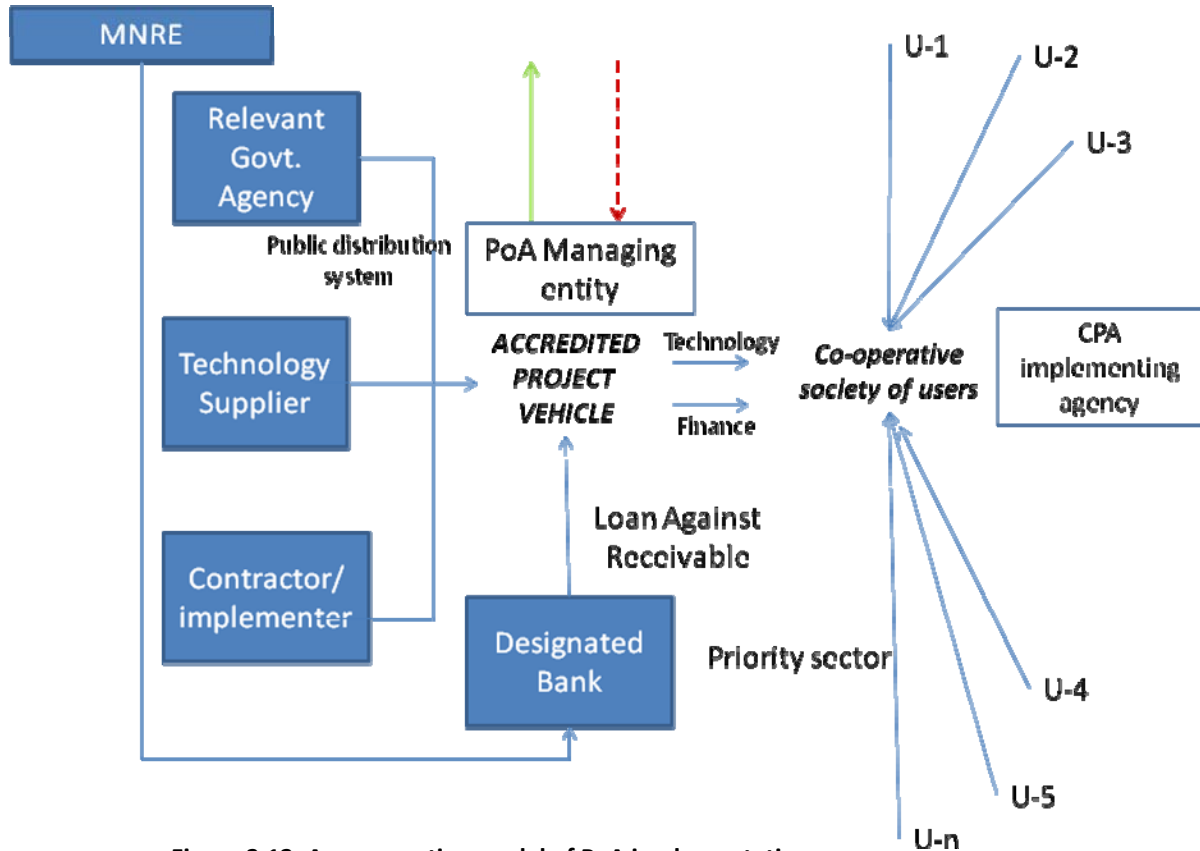 MNRE
Relevant
Govt.
Agency
Public distribution
system
Technology
Supplier
Contractor/
implementer
PoA Managing
entity
ACCREDITED
PROJECT
VEHICLE
Technology
Finance
Loan Against
Receivable
Designated
Bank
Priority sector
Co-operative
society of users
CPA
implementing
agency
U-1
U-2
U-3
U-4
U-5
U-n